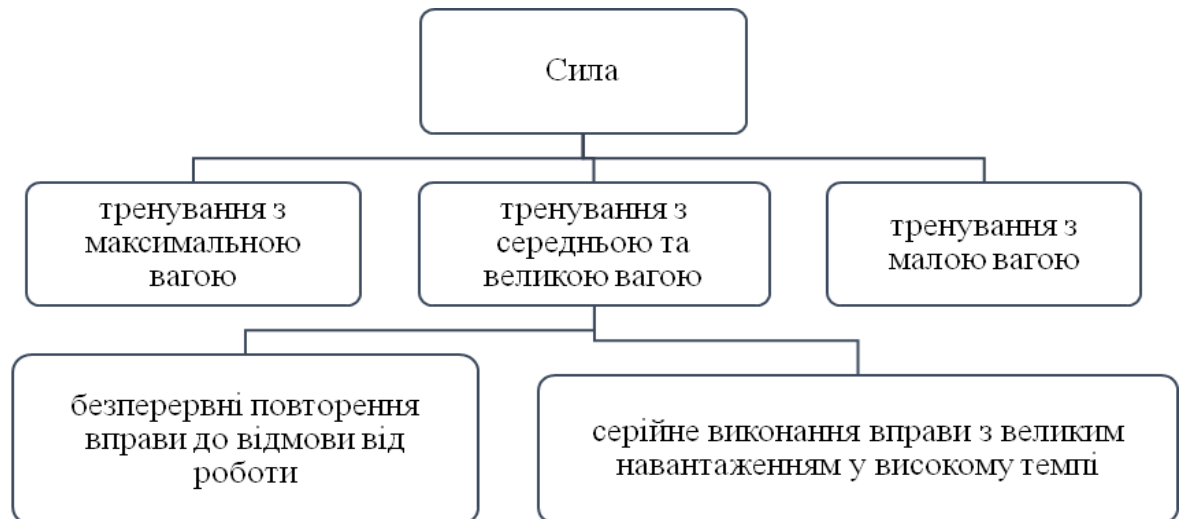 Сила
тренування з
максимальною
вагою
тренування з
середньою та
великою вагою
тренування з
малою вагою
безперервні повторення
вправи до відмови від
роботи
серійне виконання вправи з великим
навантаженням у високому темпі